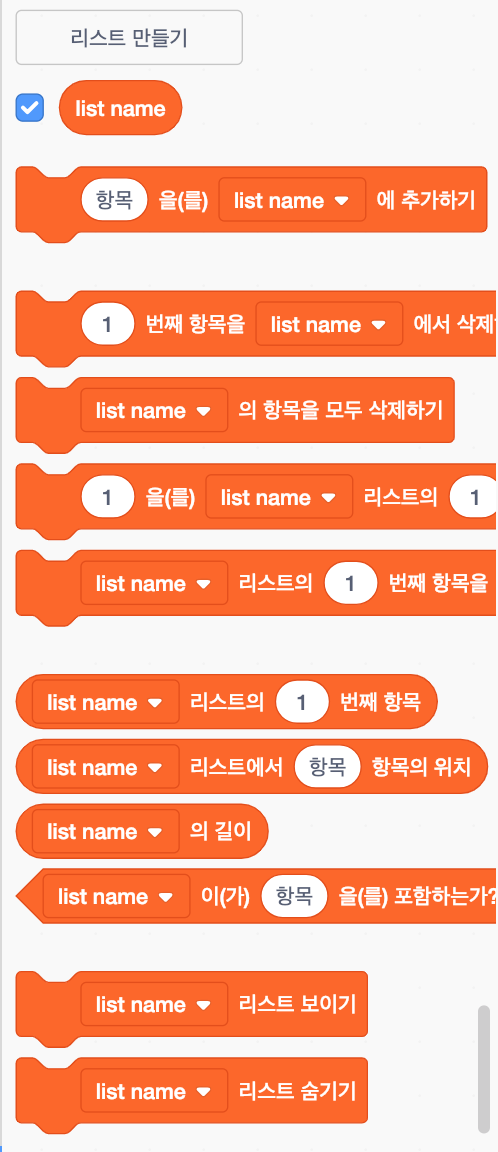 리스트 만들기
list name
항목 을(를) list name 에 추가하기
1 번째 항목을 list name 에서 삭제
list name 의 항목을 모두 삭제하기
1 을(를) list name 리스트의 1
list name 리스트의 1 번째 항목을
list name 리스트의 1 번째 항목
list name 리스트에서 항목 항목의 위치
list name 의 길이
list name 이(가) 항목 을(를) 포함하는가?
list name 리스트 보이기
list name 리스트 숨기기